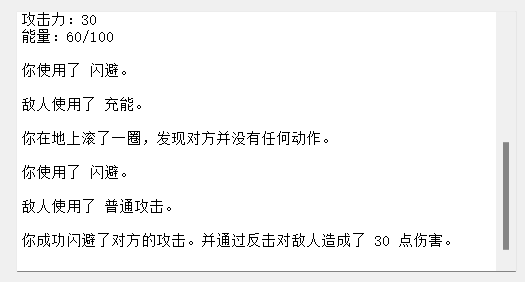 攻击力：30
能量：60/100
你使用了 闪避。
敌人使用了 充能。
你在地上滚了一圈，发现对方并没有任何动作。
你使用了 闪避。
敌人使用了 普通攻击。
你成功闪避了对方的攻击。并通过反击对敌人造成了 30 点伤害。